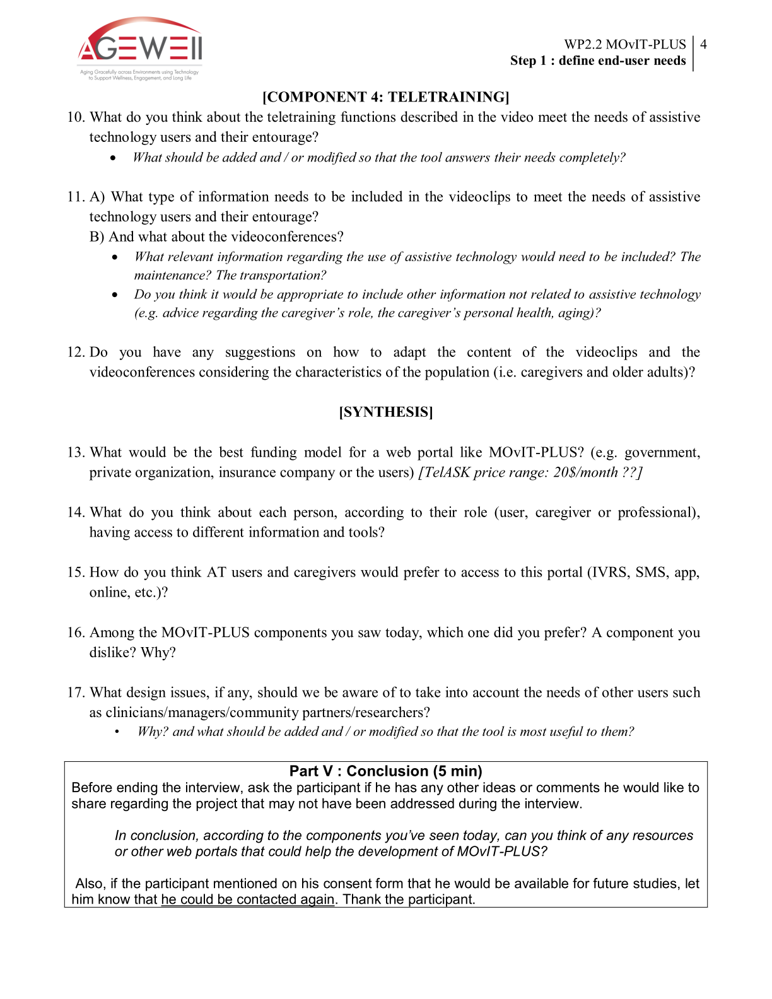 AGEWEll
Aging Gracefully across Environments using Technology
to Support Wellness, Engagement, and Long Life
WP2.2 MOvIT-PLUS 4
Step 1 : define end-user needs
[COMPONENT 4: TELETRAINING]
10. What do you think about the teletraining functions described in the video meet the needs of assistive
technology users and their entourage?
• What should be added and / or modified so that the tool answers their needs completely?
11. A) What type of information needs to be included in the videoclips to meet the needs of assistive
technology users and their entourage?
B) And what about the videoconferences?
• What relevant information regarding the use of assistive technology would need to be included? The
maintenance? The transportation?
• Do you think it would be appropriate to include other information not related to assistive technology
(e.g. advice regarding the caregiver’s role, the caregiver’s personal health, aging)?
12. Do you have any suggestions on how to adapt the content of the videoclips and the
videoconferences considering the characteristics of the population (i.e. caregivers and older adults)?
[SYNTHESIS]
13. What would be the best funding model for a web portal like MOvIT-PLUS? (e.g. government,
private organization, insurance company or the users) [TelASK price range: 20$/month ??]
14. What do you think about each person, according to their role (user, caregiver or professional),
having access to different information and tools?
15. How do you think AT users and caregivers would prefer to access to this portal (IVRS, SMS, app,
online, etc.)?
16. Among the MOvIT-PLUS components you saw today, which one did you prefer? A component you
dislike? Why?
17. What design issues, if any, should we be aware of to take into account the needs of other users such
as clinicians/managers/community partners/researchers?
• Why? and what should be added and / or modified so that the tool is most useful to them?
Part V : Conclusion (5 min)
Before ending the interview, ask the participant if he has any other ideas or comments he would like to
share regarding the project that may not have been addressed during the interview.
In conclusion, according to the components you’ve seen today, can you think of any resources
or other web portals that could help the development of MOvIT-PLUS?
Also, if the participant mentioned on his consent form that he would be available for future studies, let
him know that he could be contacted again. Thank the participant.